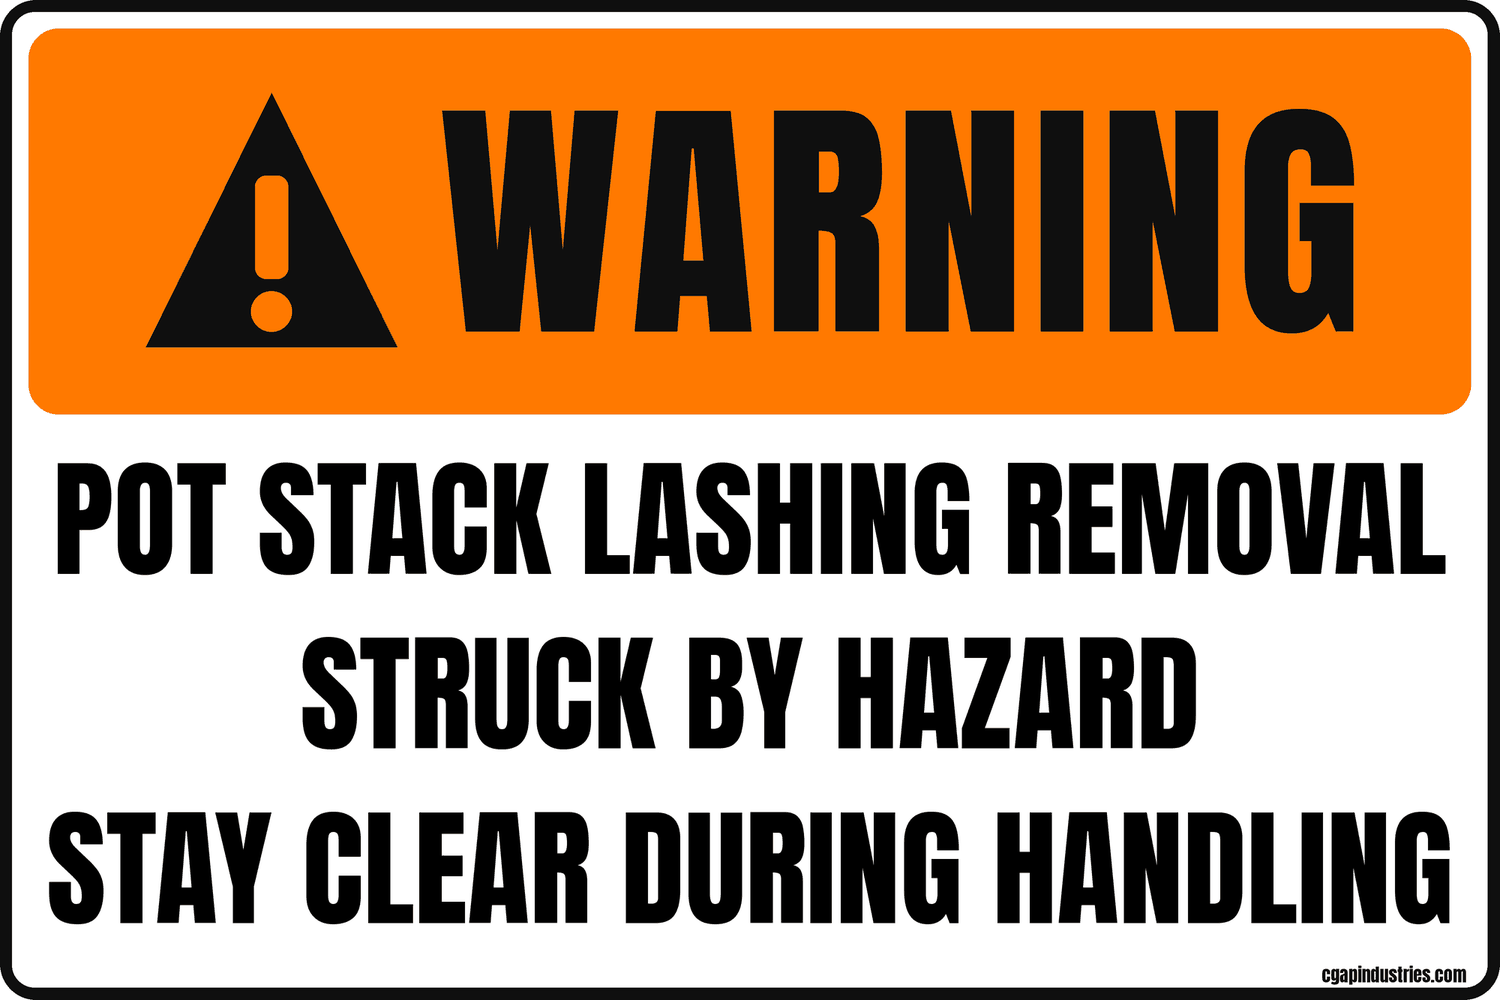 WARNING
POT STACK LASHING REMOVAL
STRUCK BY HAZARD
STAY CLEAR DURING HANDLING
cgapindustries.com